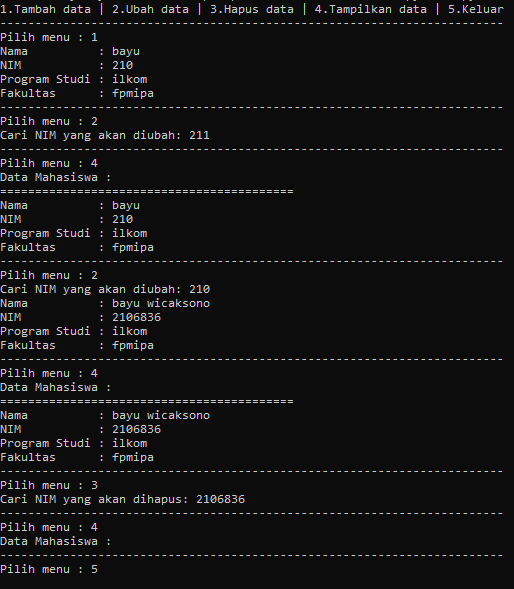 1.Tambah data | 2.Ubah data | 3.Hapus data | 4.Tampilkan data | 5.Keluar
------------------------------------------------------------------------
Pilih menu : 1
Nama          : bayu
NIM           : 210
Program Studi : ilkom
Fakultas      : fpmipa
------------------------------------------------------------------------
Pilih menu : 2
Cari NIM yang akan diubah: 211
------------------------------------------------------------------------
Pilih menu : 4
Data Mahasiswa :
==========================================
Nama          : bayu
NIM           : 210
Program Studi : ilkom
Fakultas      : fpmipa
------------------------------------------------------------------------
Pilih menu : 2
Cari NIM yang akan diubah: 210
Nama          : bayu wicaksono
NIM           : 2106836
Program Studi : ilkom
Fakultas      : fpmipa
------------------------------------------------------------------------
Pilih menu : 4
Data Mahasiswa :
==========================================
Nama          : bayu wicaksono
NIM           : 2106836
Program Studi : ilkom
Fakultas      : fpmipa
------------------------------------------------------------------------
Pilih menu : 3
Cari NIM yang akan dihapus: 2106836
------------------------------------------------------------------------
Pilih menu : 4
Data Mahasiswa :
------------------------------------------------------------------------
Pilih menu : 5